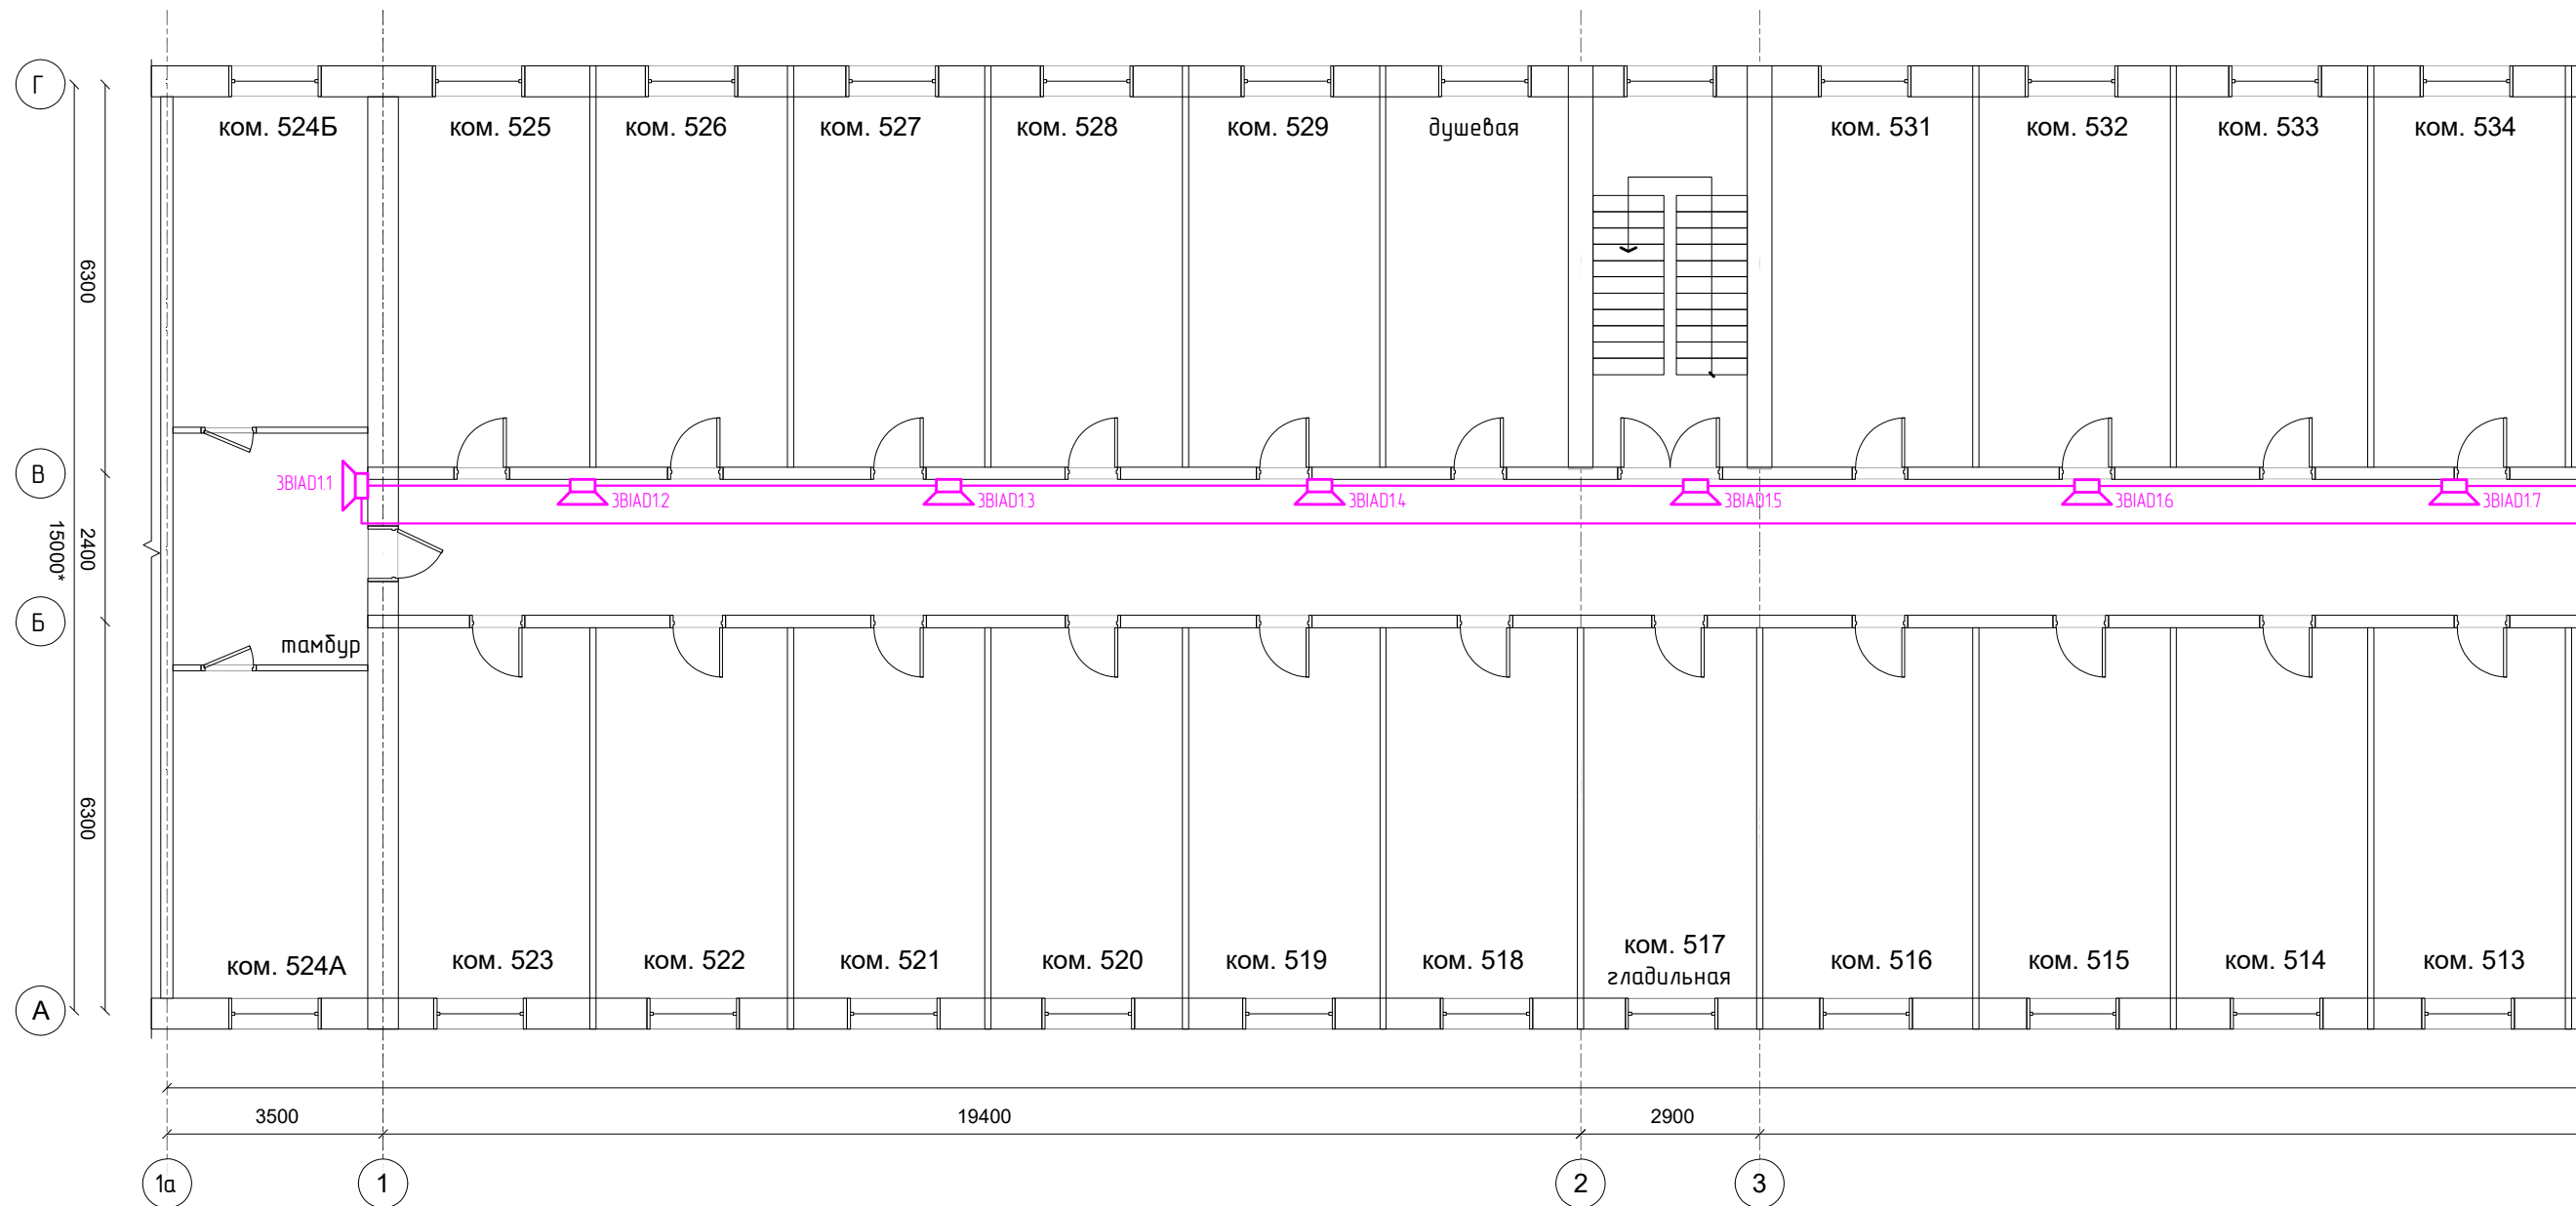 Г
ком. 524Б
ком. 525
ком. 526
ком. 527
ком. 528
ком. 529
душевая
ком. 531
ком. 532
ком. 533
ком. 534
6300
В
3BIAD1.1
3BIAD1.2
3BIAD1.3
3BIAD1.4
3BIAD1.5
3BIAD1.6
3BIAD1.7
2400
15000*
Б
тамбур
6300
ком. 524А
ком. 523
ком. 522
ком. 521
ком. 520
ком. 519
ком. 518
ком. 517
гладильная
ком. 516
ком. 515
ком. 514
ком. 513
А
3500
19400
2900
1а
1
2
3